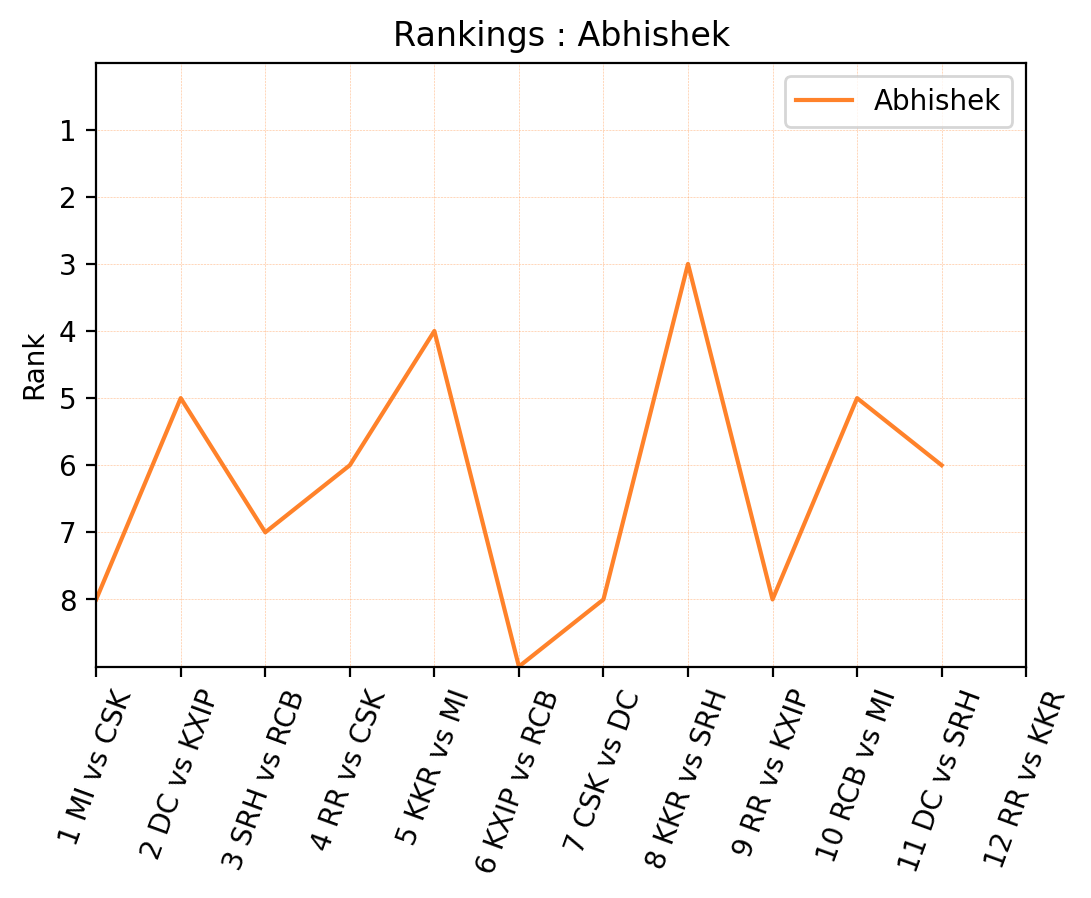 Rankings : Abhishek
Abhishek
Rank
1
2
3
4
5
6
7
8
1 MI vs CSK
2 DC vs KXIP
3 SRH vs RCB
4 RR vs CSK
5 KKR vs MI
6 KXIP vs RCB
7 CSK vs DC
8 KKR vs SRH
9 RR vs KXIP
10 RCB vs MI
11 DC vs SRH
12 RR vs KKR